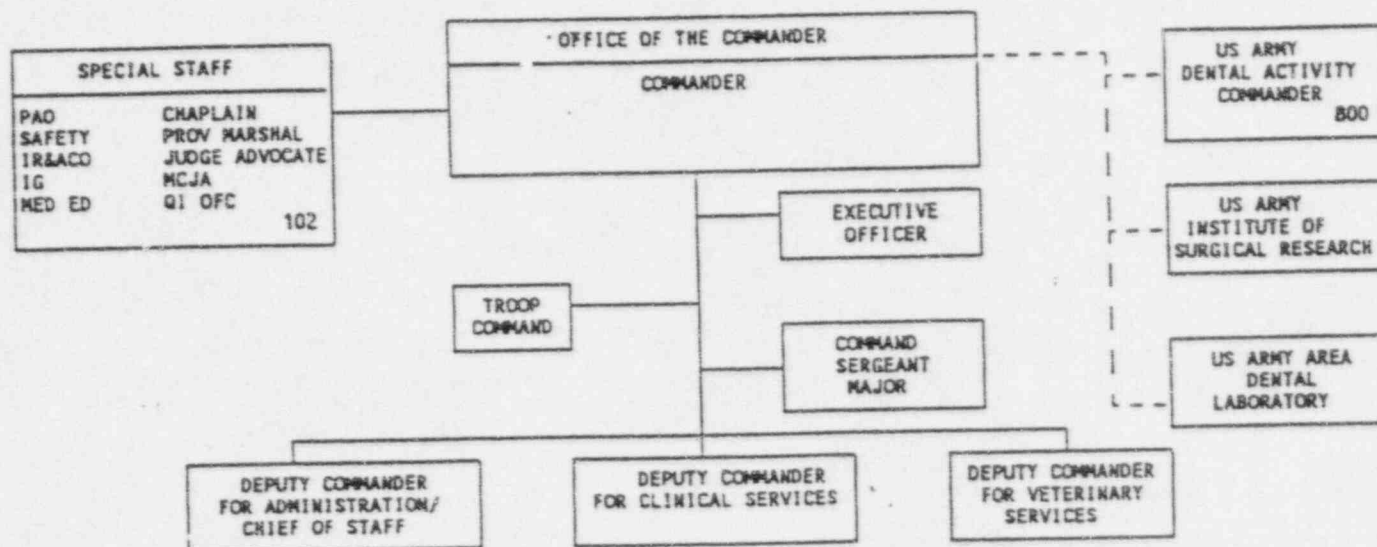 OFFICE OF THE COMMANDER
COMMANDER
SPECIAL STAFF
PAO CHAPLAIN
SAFETY PROV MARSHAL
IR&ACO JUDGE ADVOCATE
IG MCJA
MED ED QI OFC
102
US ARMY
DENTAL ACTIVITY
COMMANDER
800
US ARMY
INSTITUTE OF
SURGICAL RESEARCH
US ARMY AREA
DENTAL
LABORATORY
EXECUTIVE
OFFICER
TROOP
COMMAND
COMMAND
SERGEANT
MAJOR
DEPUTY COMMANDER
FOR ADMINISTRATION/
CHIEF OF STAFF
DEPUTY COMMANDER
FOR CLINICAL SERVICES
DEPUTY COMMANDER
FOR VETERINARY
SERVICES